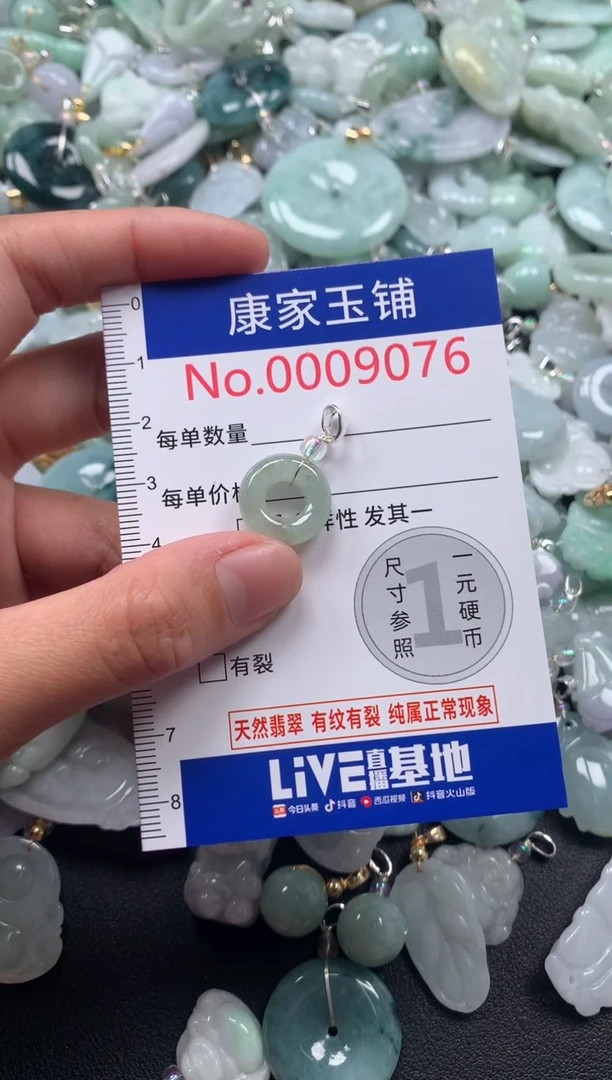 0
康家玉铺
1
No.0009076
2
每单数量
3
每单价
性 发其一
4
尺寸参照
1
一元硬币
有裂
天然翡翠 有纹有裂 纯属正常现象
7
LiVE直播基地
8
头条 今日头条 抖音 西瓜视频 抖音火山版